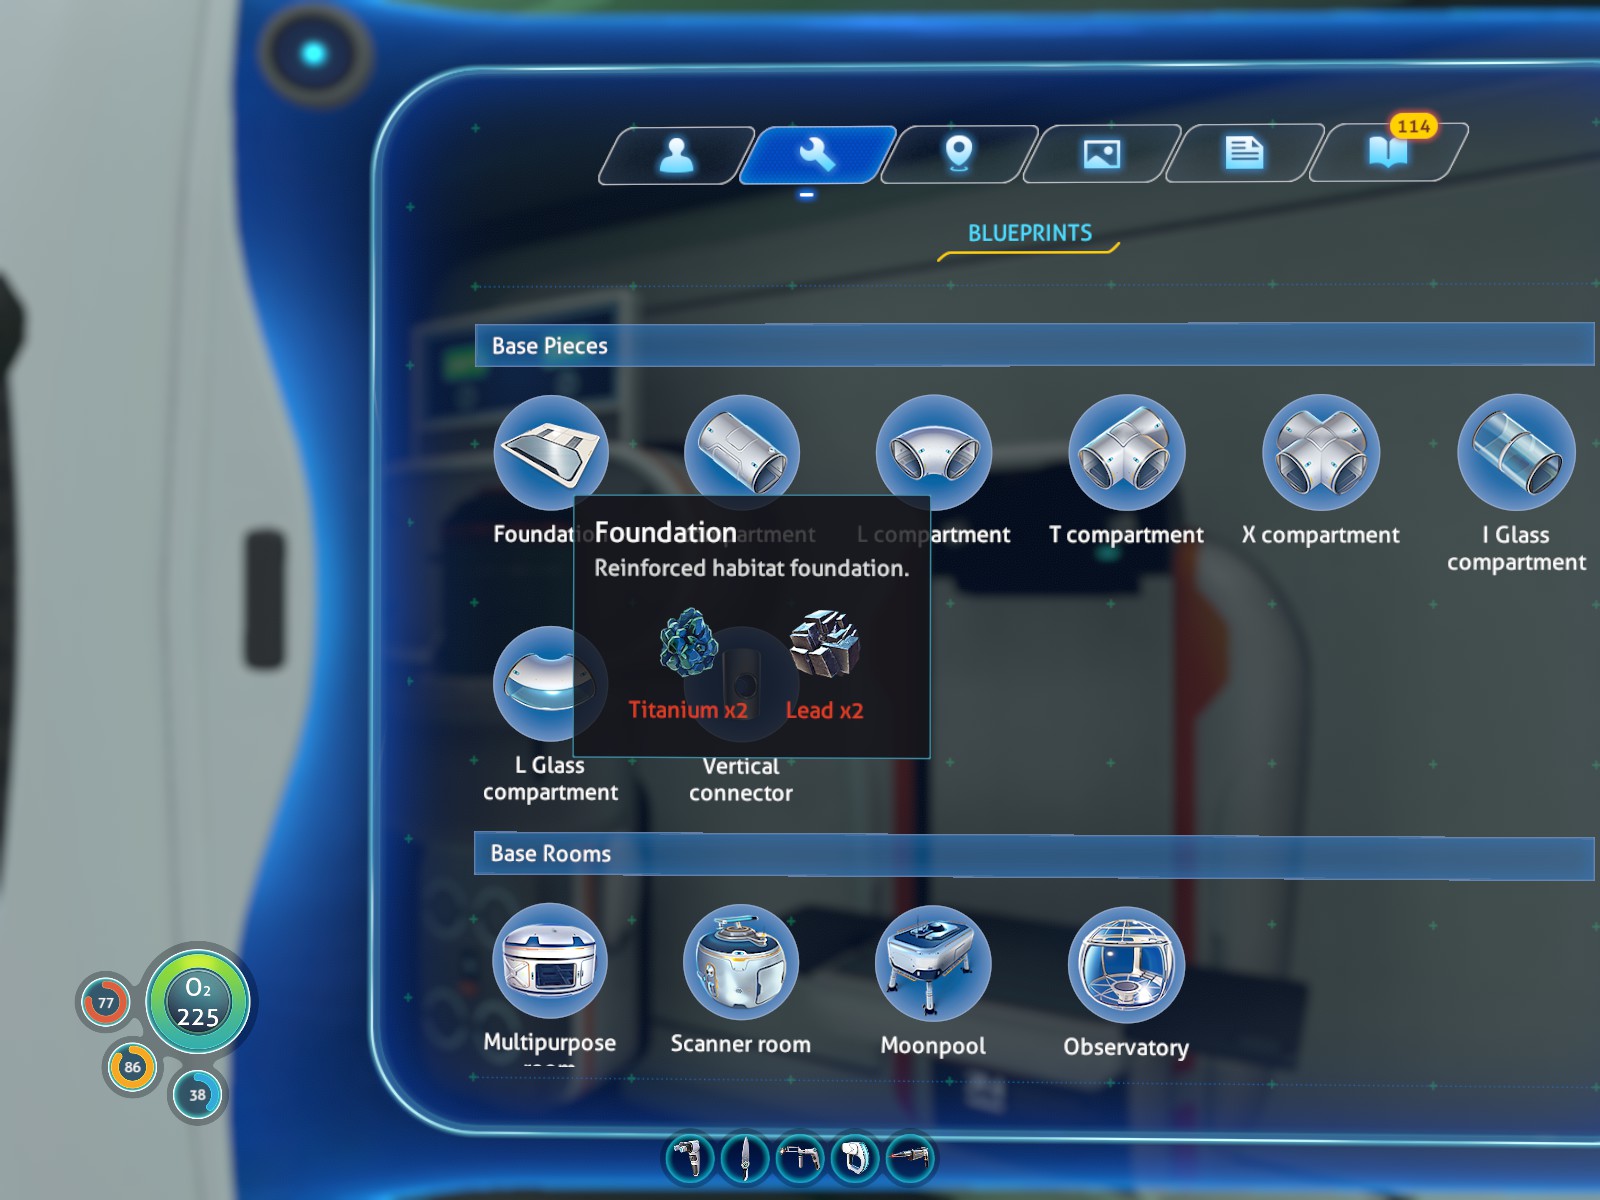 114
BLUEPRINTS
Base Pieces
Foundation
Reinforced habitat foundation.
Titanium x2 Lead x2
Foundati
artment
L compartment
T compartment
X compartment
I Glass
compartment
L Glass
compartment
Vertical
connector
Base Rooms
Multipurpose
room
Scanner room
Moonpool
Observatory
77
O₂
225
86
38